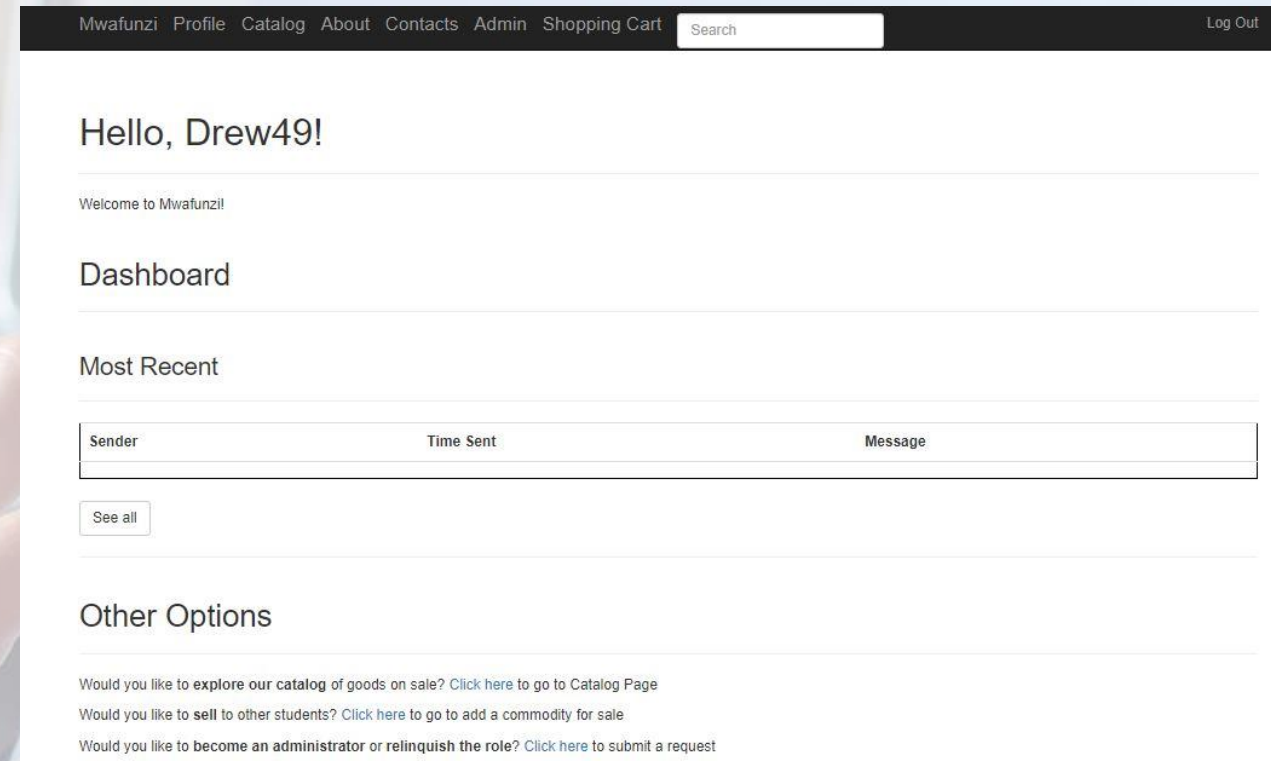 Mwafunzi Profile Catalog About Contacts Admin Shopping Cart Search Log Out
Hello, Drew49!
Welcome to Mwafunzi!
Dashboard
Most Recent
Sender Time Sent Message
See all
Other Options
Would you like to explore our catalog of goods on sale? Click here to go to Catalog Page
Would you like to sell to other students? Click here to go to add a commodity for sale
Would you like to become an administrator or relinquish the role? Click here to submit a request